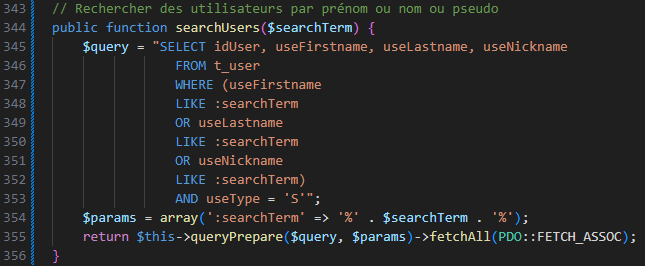 343 // Rechercher des utilisateurs par prénom ou nom ou pseudo
344 public function searchUsers($searchTerm) {
345 $query = "SELECT idUser, useFirstname, useLastname, useNickname
346 FROM t_user
347 WHERE (useFirstname
348 LIKE :searchTerm
349 OR useLastname
350 LIKE :searchTerm
351 OR useNickname
352 LIKE :searchTerm)
353 AND useType = 'S'";
354 $params = array(':searchTerm' => '%' . $searchTerm . '%');
355 return $this->queryPrepare($query, $params)->fetchAll(PDO::FETCH_ASSOC);
356 }